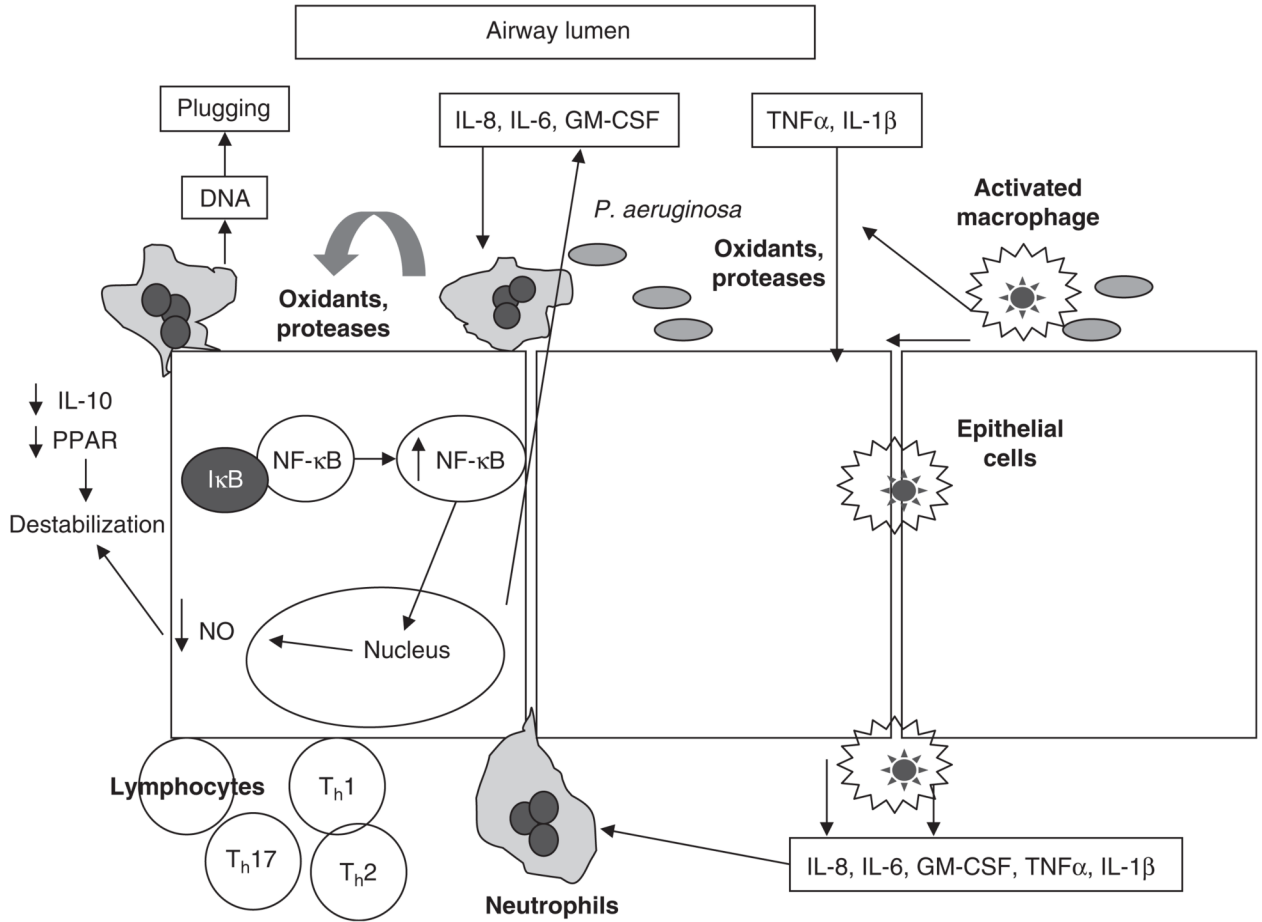 Airway lumen
Plugging
IL-8, IL-6, GM-CSF
TNFα, IL-1β
DNA
P. aeruginosa
Activated
macrophage
Oxidants,
proteases
Oxidants,
proteases
IL-10
PPAR
Destabilization
IκB
NF-κB
NF-κB
Epithelial
cells
NO
Nucleus
Lymphocytes
Th1
Th17
Th2
Neutrophils
IL-8, IL-6, GM-CSF, TNFα, IL-1β